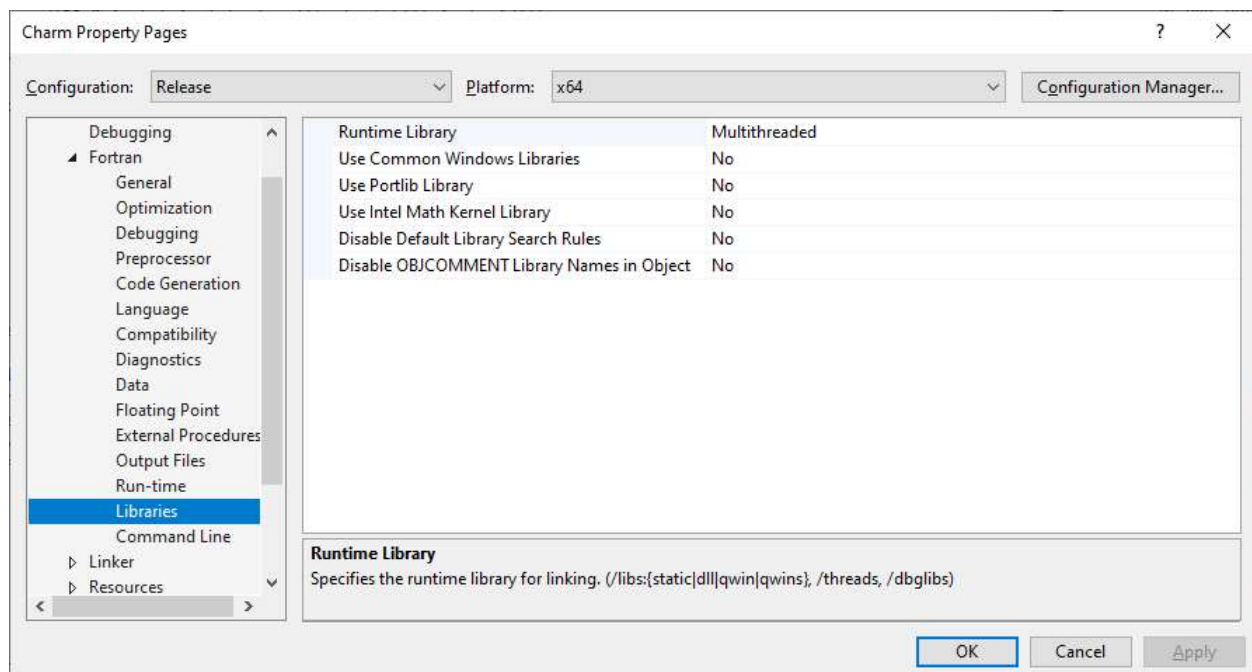 Charm Property Pages
?
Configuration: Release Platform: x64 Configuration Manager...
Debugging
Fortran
General
Optimization
Debugging
Preprocessor
Code Generation
Language
Compatibility
Diagnostics
Data
Floating Point
External Procedures
Output Files
Run-time
Libraries
Command Line
Linker
Resources
Runtime Library Multithreaded
Use Common Windows Libraries No
Use Portlib Library No
Use Intel Math Kernel Library No
Disable Default Library Search Rules No
Disable OBJCOMMENT Library Names in Object No
Runtime Library
Specifies the runtime library for linking. (/libs:{static|dll|qwin|qwins}, /threads, /dbglibs)
OK Cancel Apply